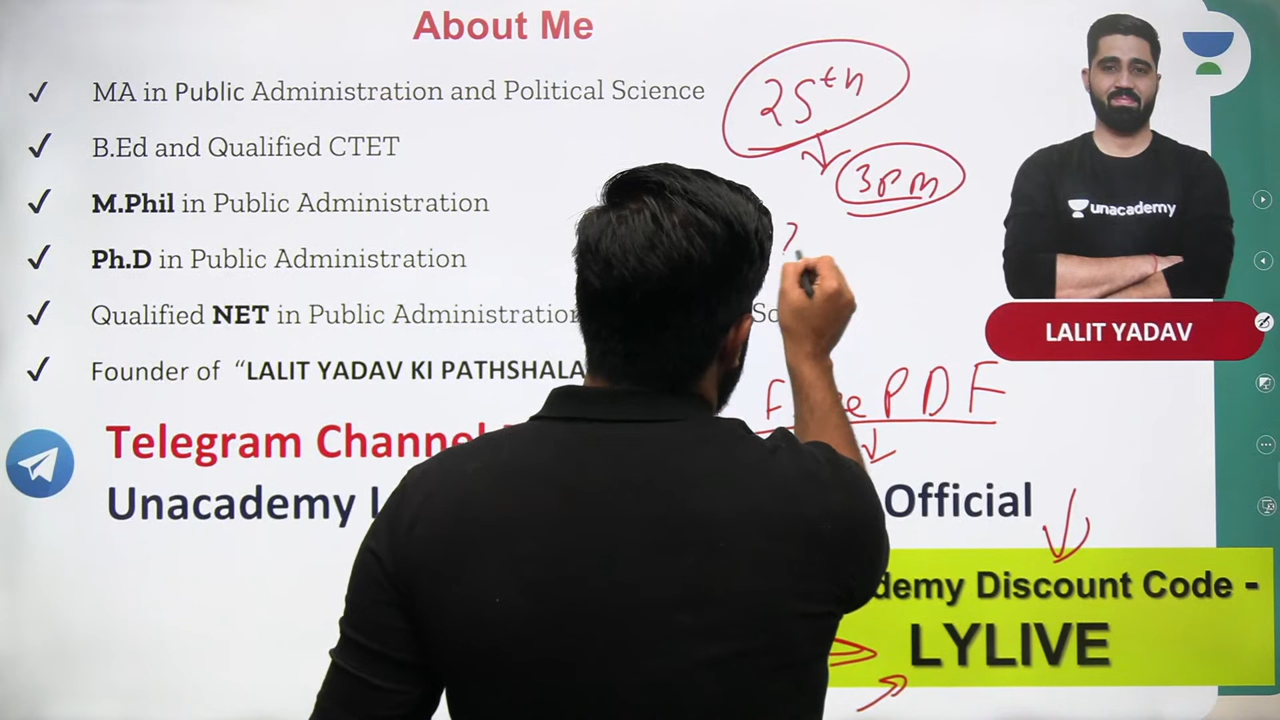 About Me
✓ MA in Public Administration and Political Science
✓ B.Ed and Qualified CTET
✓ M.Phil in Public Administration
✓ Ph.D in Public Administration
✓ Qualified NET in Public Administration
✓ Founder of “LALIT YADAV KI PATHSHALA
25th
3pm
unacademy
LALIT YADAV
PDF
Telegram Channel
Unacademy Official
Discount Code -
LYLIVE